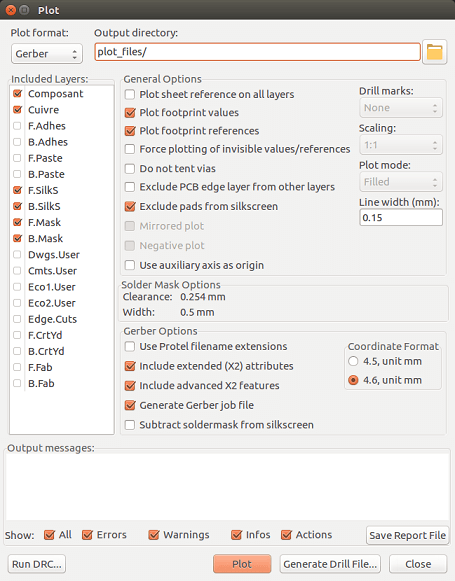 Plot
Plot format:
Output directory:
Gerber
plot_files/
Included Layers:
Composant
Cuivre
F.Adhes
B.Adhes
F.Paste
B.Paste
F.SilkS
B.SilkS
F.Mask
B.Mask
Dwgs.User
Cmts.User
Eco1.User
Eco2.User
Edge.Cuts
F.CrtYd
B.CrtYd
F.Fab
B.Fab
General Options
Plot sheet reference on all layers
Plot footprint values
Plot footprint references
Force plotting of invisible values/references
Do not tent vias
Exclude PCB edge layer from other layers
Exclude pads from silkscreen
Mirrored plot
Negative plot
Use auxiliary axis as origin
Drill marks:
None
Scaling:
1:1
Plot mode:
Filled
Line width (mm):
0.15
Solder Mask Options
Clearance: 0.254 mm
Width: 0.5 mm
Gerber Options
Use Protel filename extensions
Include extended (X2) attributes
Include advanced X2 features
Generate Gerber job file
Subtract soldermask from silkscreen
Coordinate Format
4.5, unit mm
4.6, unit mm
Output messages:
Show: All Errors Warnings Infos Actions
Save Report File
Run DRC... Plot Generate Drill File... Close